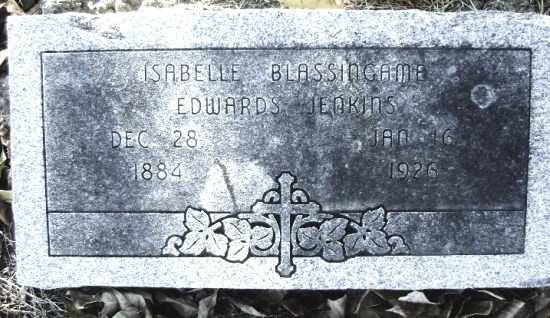 ISABELLE BLASSINGAME
EDWARDS JENKINS
DEC 28 JAN 16
1884 1926